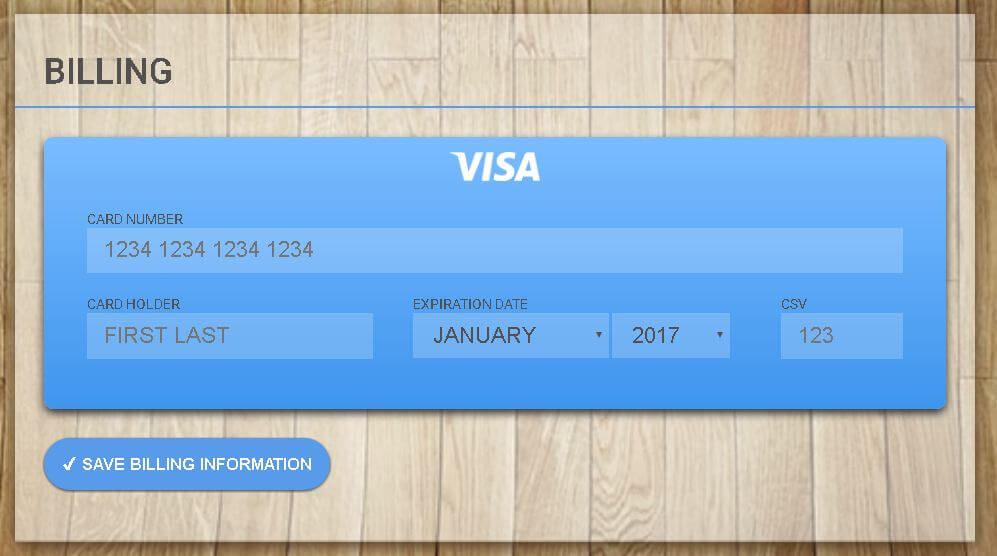 BILLING
VISA
CARD NUMBER
1234 1234 1234 1234
CARD HOLDER EXPIRATION DATE CSV
FIRST LAST JANUARY 2017 123
✓ SAVE BILLING INFORMATION